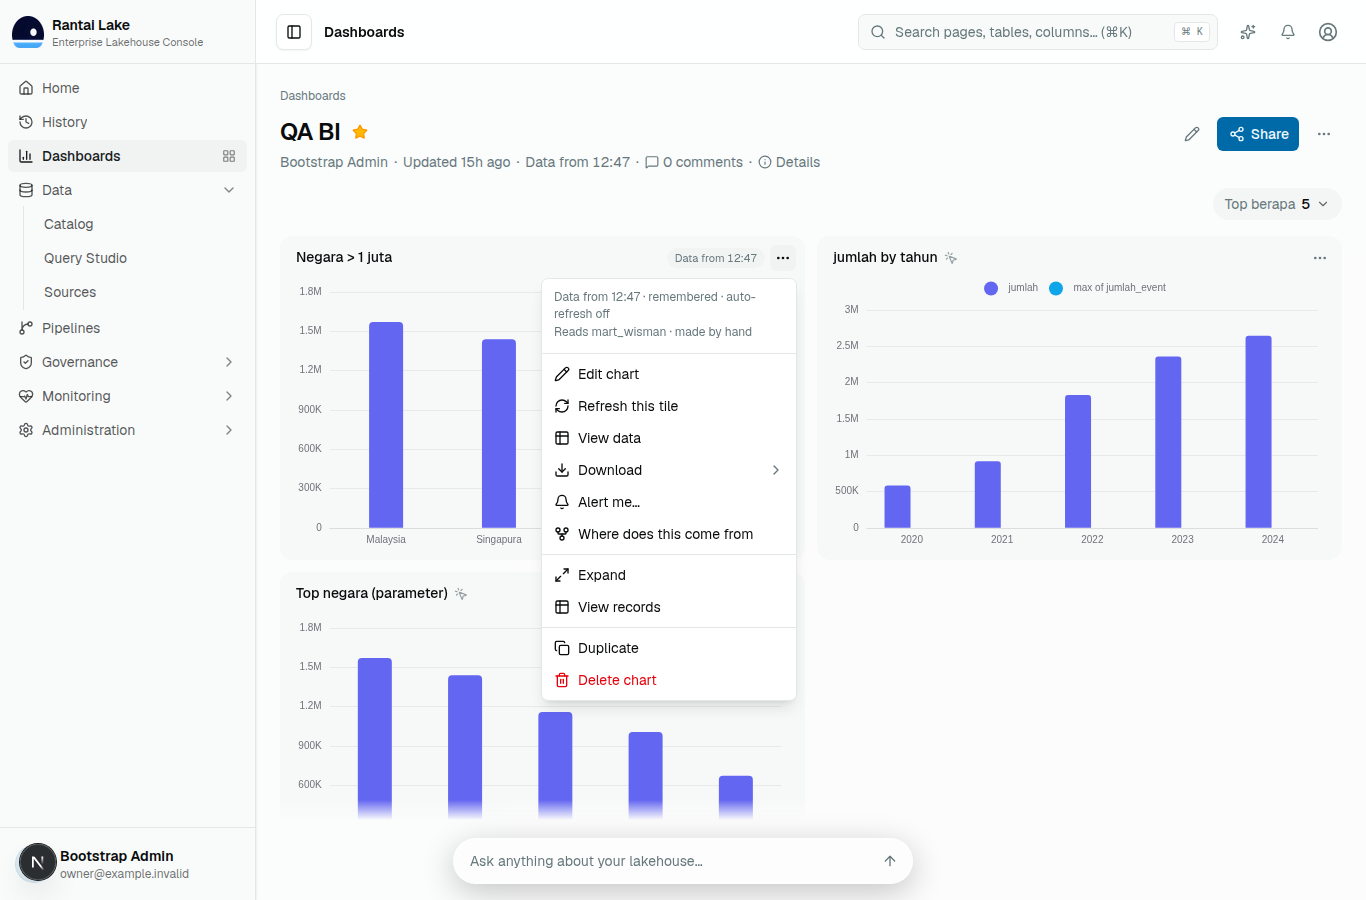 Rantai Lake
Enterprise Lakehouse Console
Home
History
Dashboards
Data
Catalog
Query Studio
Sources
Pipelines
Governance
Monitoring
Administration
N
Bootstrap Admin
owner@example.invalid
Dashboards
Search pages, tables, columns... (⌘K)
⌘ K
Dashboards
QA BI
Share
Bootstrap Admin · Updated 15h ago · Data from 12:47 · 0 comments · Details
Top berapa 5
Negara > 1 juta
Data from 12:47
1.8M
1.5M
1.2M
900K
600K
300K
0
Malaysia
Singapura
Data from 12:47 · remembered · auto-
refresh off
Reads mart_wisman · made by hand
Edit chart
Refresh this tile
View data
Download
Alert me...
Where does this come from
Expand
View records
Duplicate
Delete chart
jumlah by tahun
jumlah
max of jumlah_event
3M
2.5M
2M
1.5M
1M
500K
0
2020
2021
2022
2023
2024
Top negara (parameter)
1.8M
1.5M
1.2M
900K
600K
Ask anything about your lakehouse...